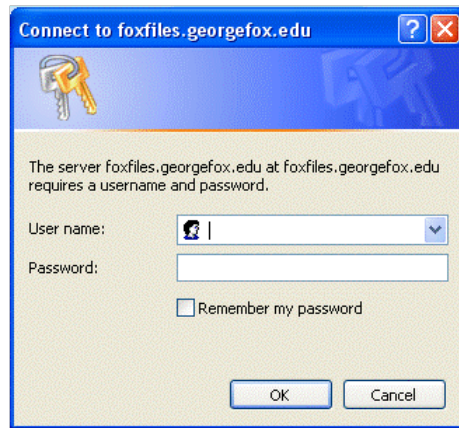 Connect to foxfiles.georgefox.edu
?
The server foxfiles.georgefox.edu at foxfiles.georgefox.edu
requires a username and password.
User name:
Password:
Remember my password
OK
Cancel